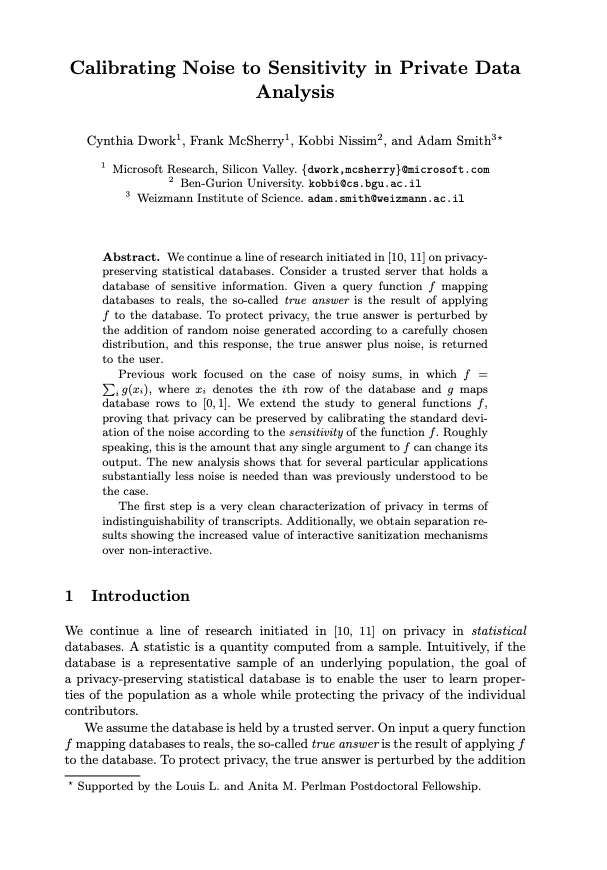 Calibrating Noise to Sensitivity in Private Data
Analysis
Cynthia Dwork¹, Frank McSherry¹, Kobbi Nissim², and Adam Smith³⋆
¹ Microsoft Research, Silicon Valley. {dwork,mcsherry}@microsoft.com
² Ben-Gurion University. kobbi@cs.bgu.ac.il
³ Weizmann Institute of Science. adam.smith@weizmann.ac.il
Abstract. We continue a line of research initiated in [10, 11] on privacy-
preserving statistical databases. Consider a trusted server that holds a
database of sensitive information. Given a query function f mapping
databases to reals, the so-called true answer is the result of applying
f to the database. To protect privacy, the true answer is perturbed by
the addition of random noise generated according to a carefully chosen
distribution, and this response, the true answer plus noise, is returned
to the user.
Previous work focused on the case of noisy sums, in which f =
∑ᵢ g(xᵢ), where xᵢ denotes the ith row of the database and g maps
database rows to [0, 1]. We extend the study to general functions f,
proving that privacy can be preserved by calibrating the standard devi-
ation of the noise according to the sensitivity of the function f. Roughly
speaking, this is the amount that any single argument to f can change its
output. The new analysis shows that for several particular applications
substantially less noise is needed than was previously understood to be
the case.
The first step is a very clean characterization of privacy in terms of
indistinguishability of transcripts. Additionally, we obtain separation re-
sults showing the increased value of interactive sanitization mechanisms
over non-interactive.
1 Introduction
We continue a line of research initiated in [10, 11] on privacy in statistical
databases. A statistic is a quantity computed from a sample. Intuitively, if the
database is a representative sample of an underlying population, the goal of
a privacy-preserving statistical database is to enable the user to learn proper-
ties of the population as a whole while protecting the privacy of the individual
contributors.
We assume the database is held by a trusted server. On input a query function
f mapping databases to reals, the so-called true answer is the result of applying f
to the database. To protect privacy, the true answer is perturbed by the addition
⋆ Supported by the Louis L. and Anita M. Perlman Postdoctoral Fellowship.